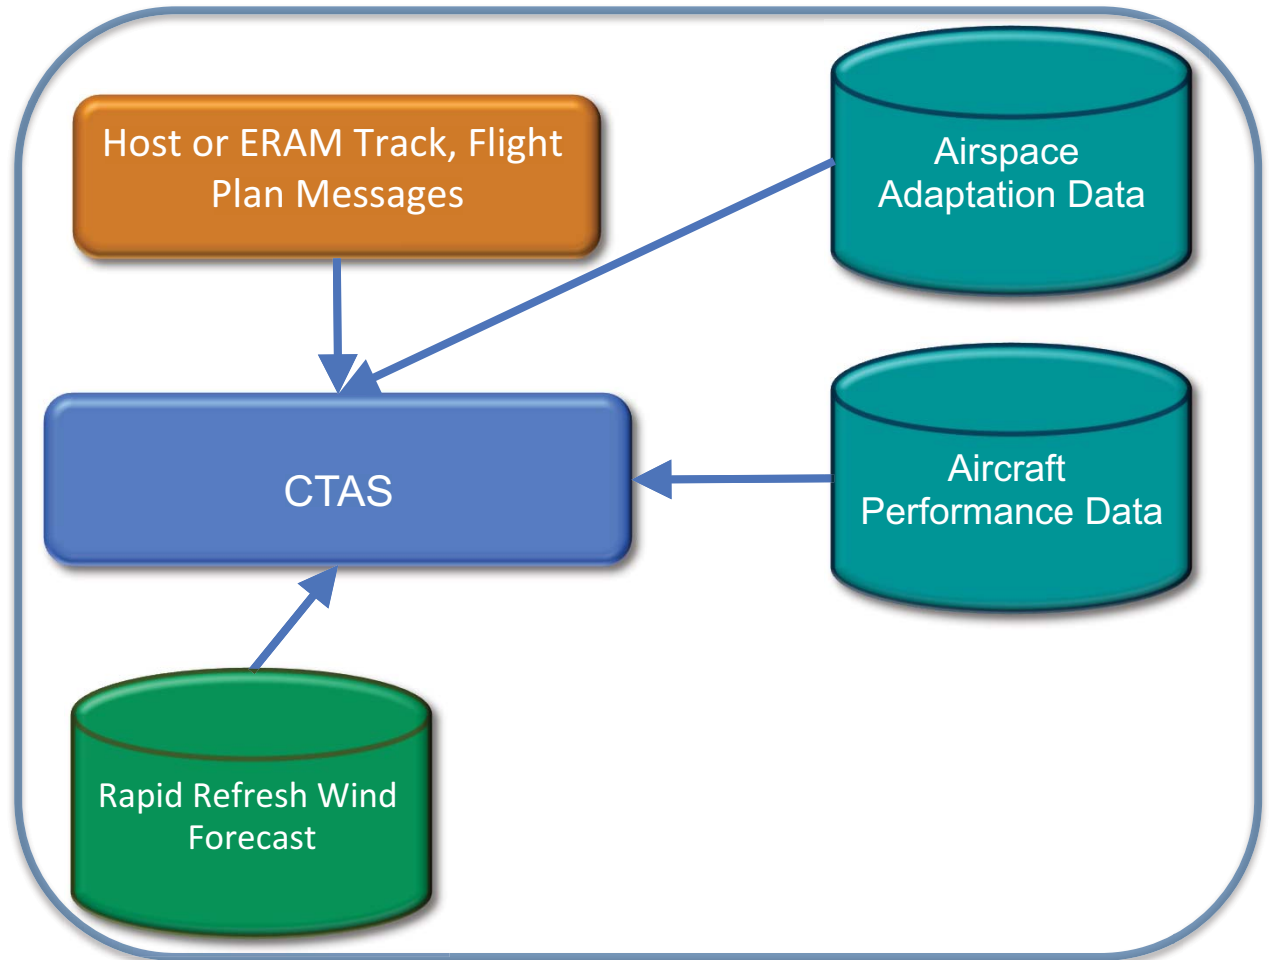 Host or ERAM Track, Flight
Plan Messages
Airspace
Adaptation Data
CTAS
Aircraft
Performance Data
Rapid Refresh Wind
Forecast